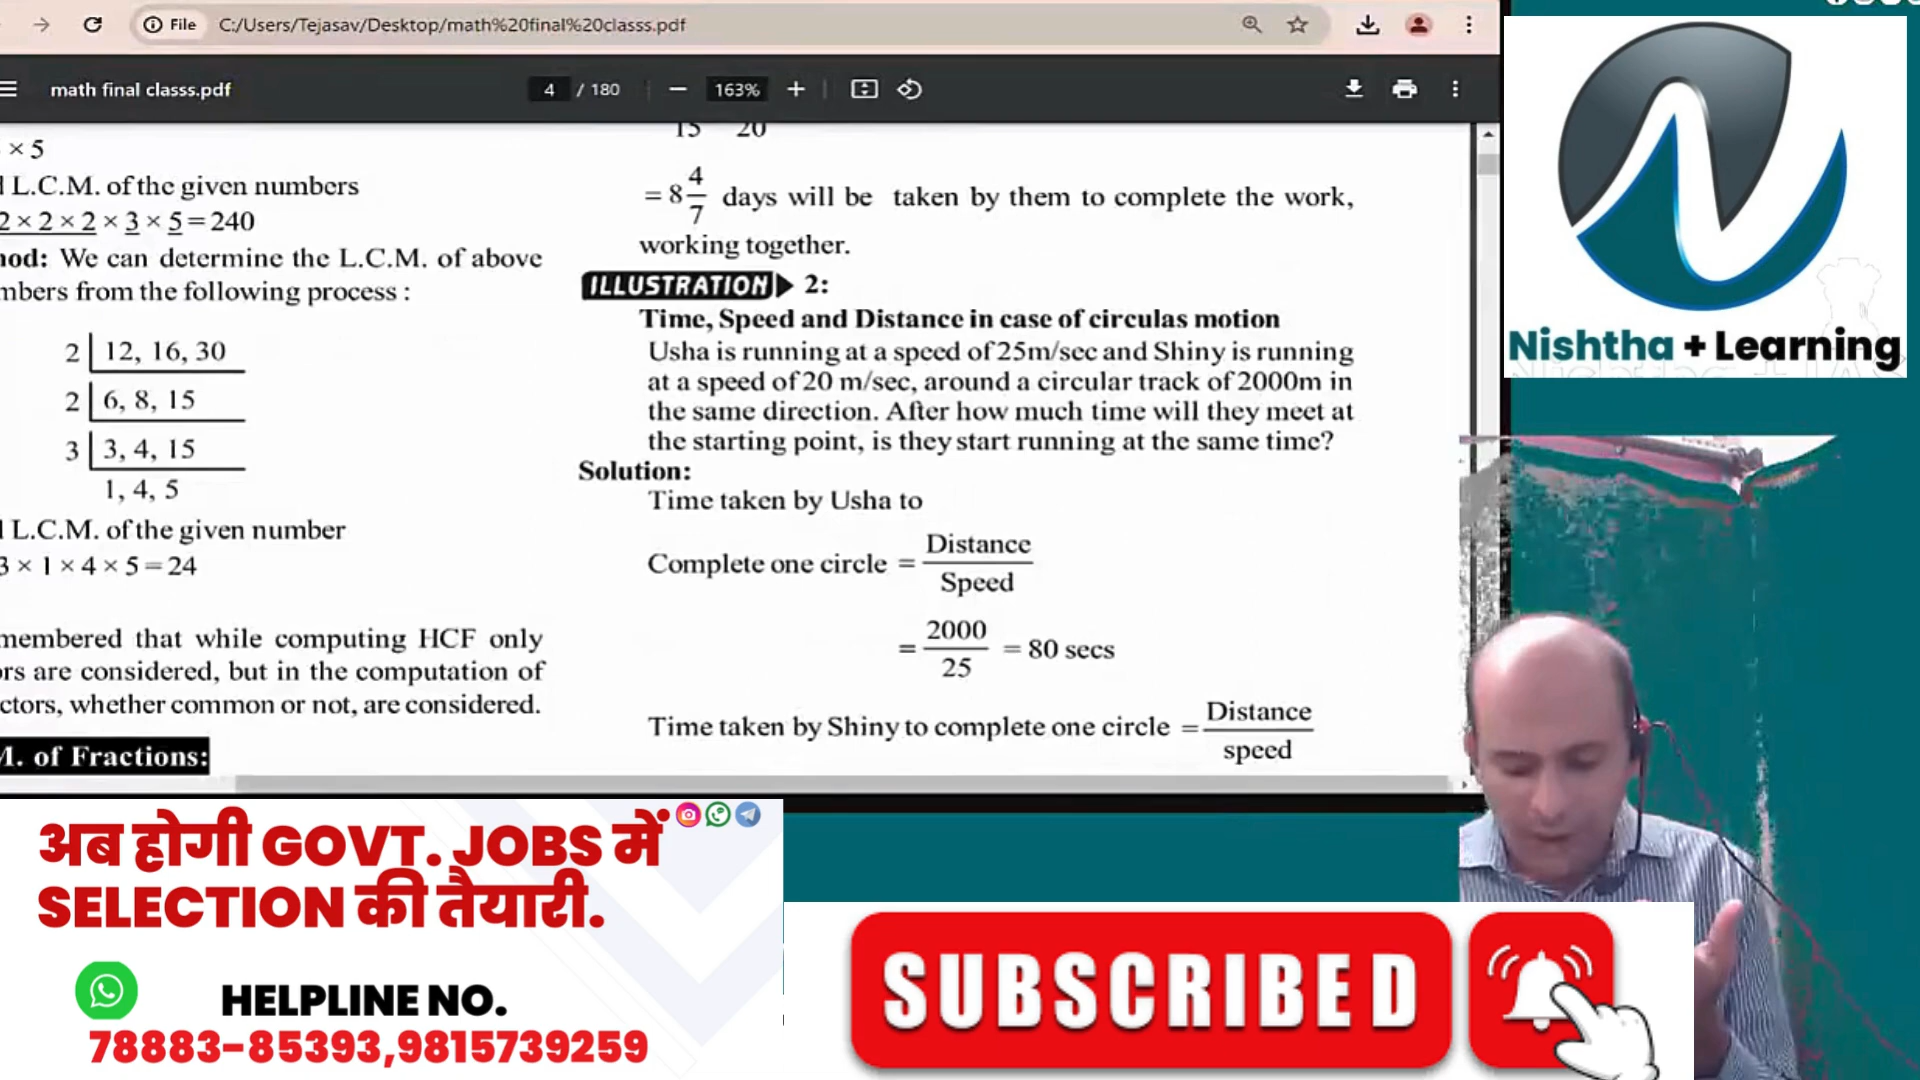 File C:/Users/Tejasav/Desktop/math%20final%20classs.pdf
math final classs.pdf
4 / 180
163%
× 5
L.C.M. of the given numbers
2 × 2 × 2 × 3 × 5 = 240
nod: We can determine the L.C.M. of above
mbers from the following process :
2 12, 16, 30
2 6, 8, 15
3 3, 4, 15
1, 4, 5
L.C.M. of the given number
3 × 1 × 4 × 5 = 24
membered that while computing HCF only
ors are considered, but in the computation of
ctors, whether common or not, are considered.
M. of Fractions:
15 20
= 8 4/7 days will be taken by them to complete the work,
working together.
ILLUSTRATION 2:
Time, Speed and Distance in case of circulas motion
Usha is running at a speed of 25m/sec and Shiny is running
at a speed of 20 m/sec, around a circular track of 2000m in
the same direction. After how much time will they meet at
the starting point, is they start running at the same time?
Solution:
Time taken by Usha to
Complete one circle = Distance/Speed
= 2000/25 = 80 secs
Time taken by Shiny to complete one circle = Distance/speed
Nishtha + Learning
अब होगी GOVT. JOBS में
SELECTION की तैयारी.
HELPLINE NO.
78883-85393,9815739259
SUBSCRIBED